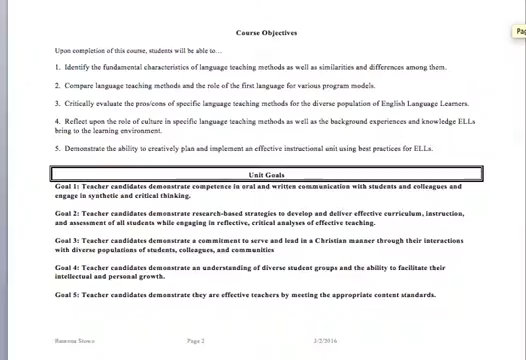 Course Objectives
Upon completion of this course, students will be able to…
1. Identify the fundamental characteristics of language teaching methods as well as similarities and differences among them.
2. Compare language teaching methods and the role of the first language for various program models.
3. Critically evaluate the pros/cons of specific language teaching methods for the diverse population of English Language Learners.
4. Reflect upon the role of culture in specific language teaching methods as well as the background experiences and knowledge ELLs
bring to the learning environment.
5. Demonstrate the ability to creatively plan and implement an effective instructional unit using best practices for ELLs.
Unit Goals
Goal 1: Teacher candidates demonstrate competence in oral and written communication with students and colleagues and
engage in synthetic and critical thinking.
Goal 2: Teacher candidates demonstrate research-based strategies to develop and deliver effective curriculum, instruction,
and assessment of all students while engaging in reflective, critical analyses of effective teaching.
Goal 3: Teacher candidates demonstrate a commitment to serve and lead in a Christian manner through their interactions
with diverse populations of students, colleagues, and communities
Goal 4: Teacher candidates demonstrate an understanding of diverse student groups and the ability to facilitate their
intellectual and personal growth.
Goal 5: Teacher candidates demonstrate they are effective teachers by meeting the appropriate content standards.
Ramona Page 2 3/2/2016
Pag